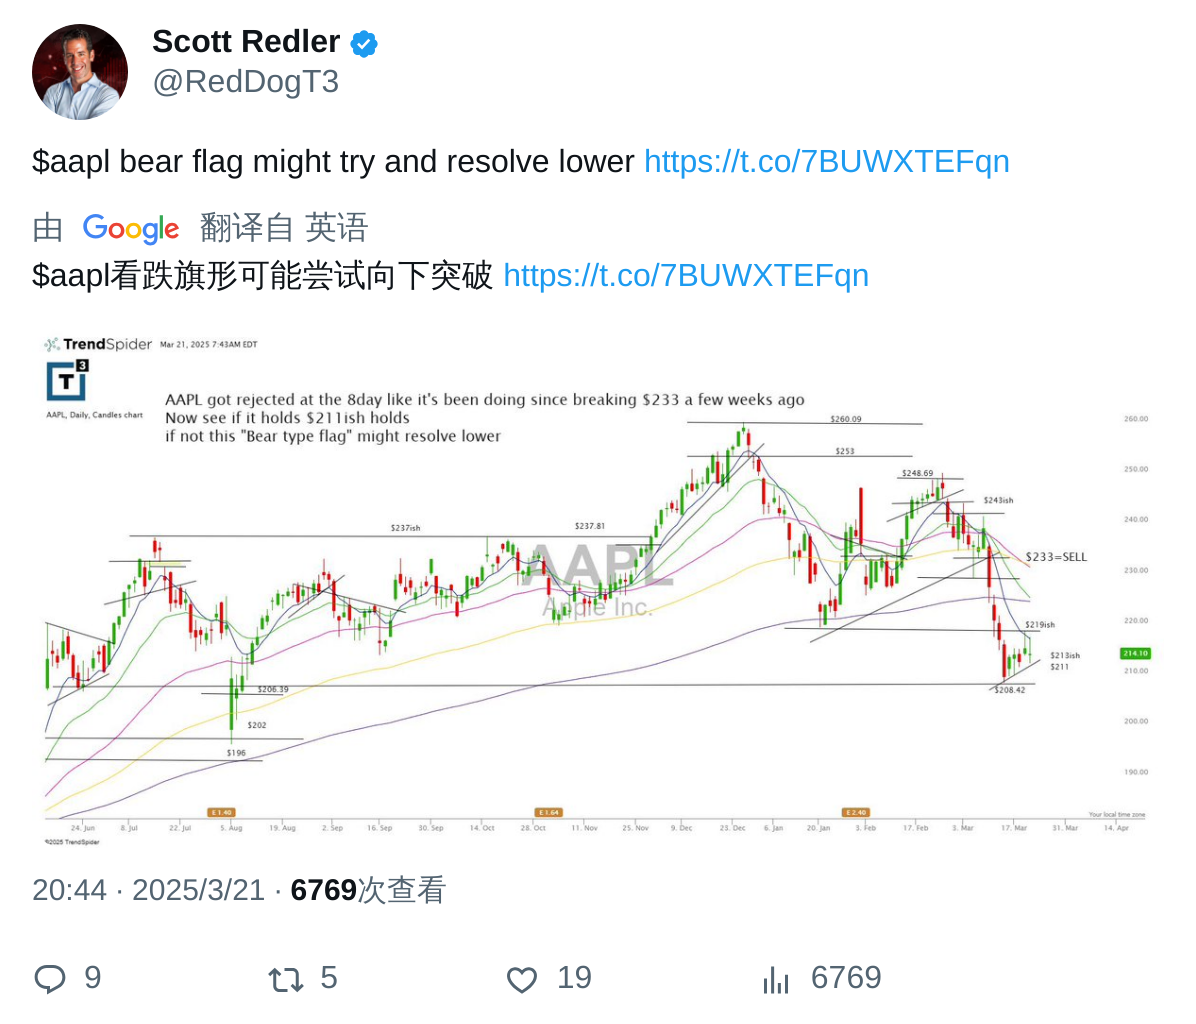 Scott Redler
@RedDogT3
$aapl bear flag might try and resolve lower https://t.co/7BUWXTEFqn
由 Google 翻译自 英语
$aapl看跌旗形可能尝试向下突破 https://t.co/7BUWXTEFqn
TrendSpider Mar 21, 2025 7:43AM EDT
T3
AAPL, Daily, Candles chart
AAPL got rejected at the 8day like it's been doing since breaking $233 a few weeks ago
Now see if it holds $211ish holds
if not this "Bear type flag" might resolve lower
$260.09
260.00
$253
$248.69
250.00
$243ish
$237ish
$237.81
240.00
AAPL
Apple Inc.
$233=SELL
230.00
$219ish
220.00
$213ish
214.10
$211
210.00
$206.39
$208.42
$202
200.00
$196
190.00
E 1.40
E 1.64
E 2.40
Your local time zone
24. Jun 8. Jul 22. Jul 5. Aug 19. Aug 2. Sep 16. Sep 30. Sep 14. Oct 28. Oct 11. Nov 25. Nov 9. Dec 23. Dec 6. Jan 20. Jan 3. Feb 17. Feb 3. Mar 17. Mar 31. Mar 14. Apr
©2025 TrendSpider
20:44 · 2025/3/21 · 6769次查看
9 5 19 6769